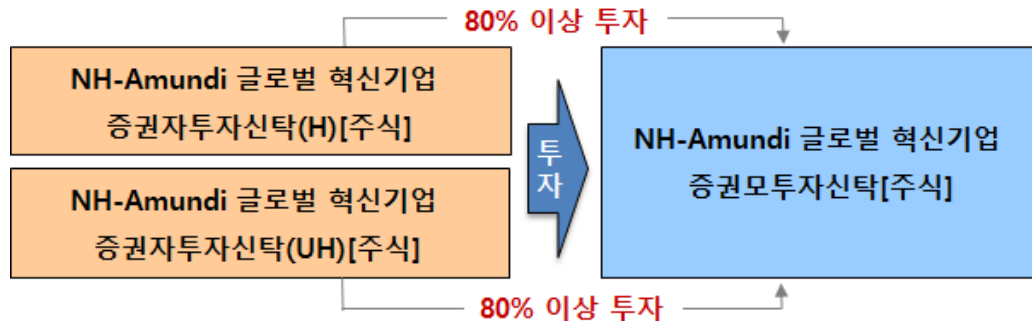 80% 이상 투자
NH-Amundi 글로벌 혁신기업
증권자투자신탁(H)[주식]
NH-Amundi 글로벌 혁신기업
증권자투자신탁(UH)[주식]
투
자
NH-Amundi 글로벌 혁신기업
증권모투자신탁[주식]
80% 이상 투자